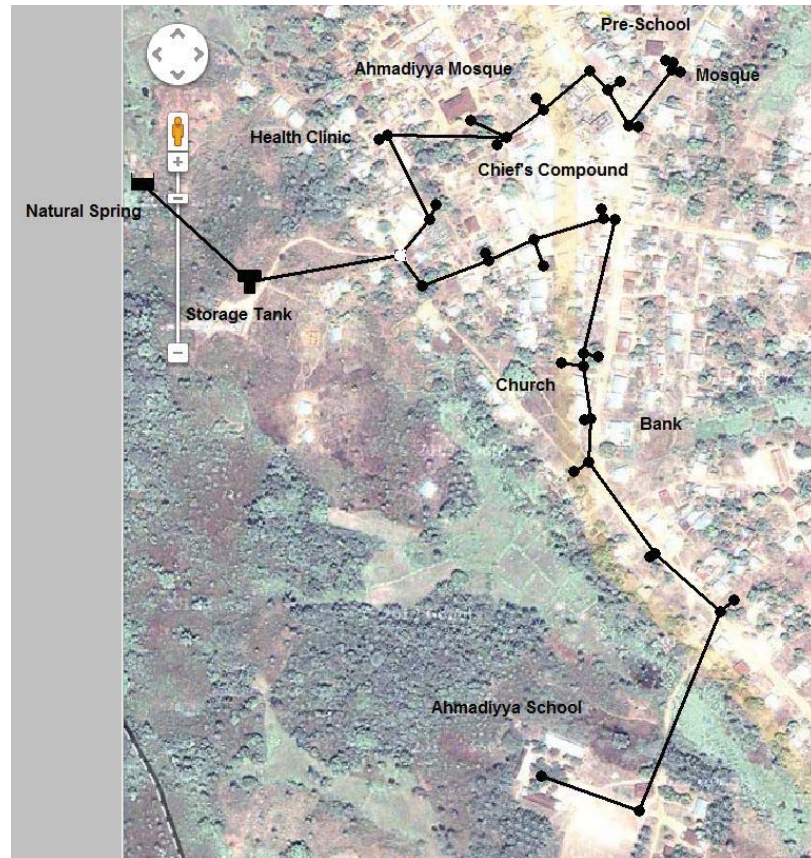 Pre-School
Ahmadiyya Mosque
Mosque
Health Clinic
Chief's Compound
Natural Spring
Storage Tank
Church
Bank
Ahmadiyya School